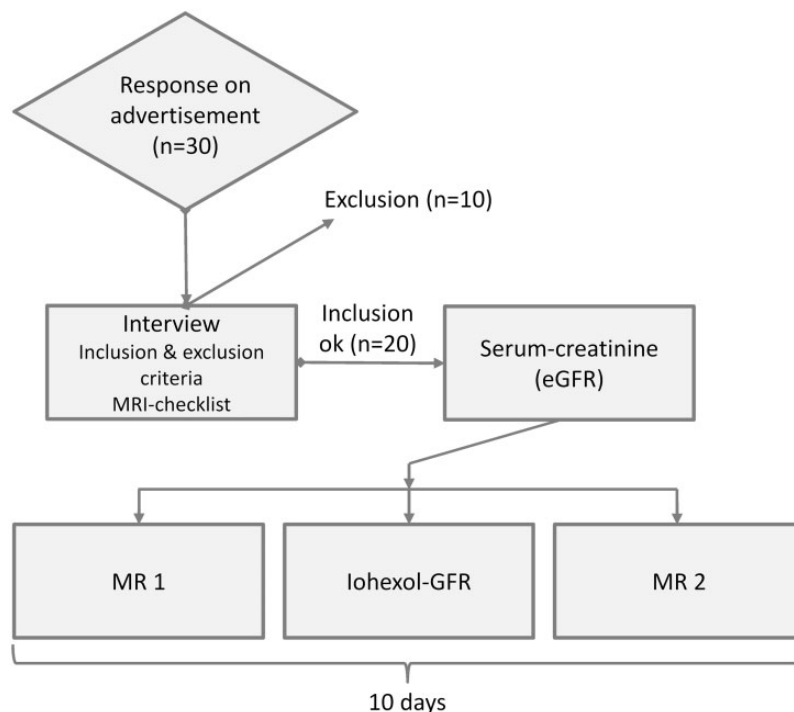 Response on
advertisement
(n=30)
Exclusion (n=10)
Interview
Inclusion & exclusion
criteria
MRI-checklist
Inclusion
ok (n=20)
Serum-creatinine
(eGFR)
MR 1
Iohexol-GFR
MR 2
10 days